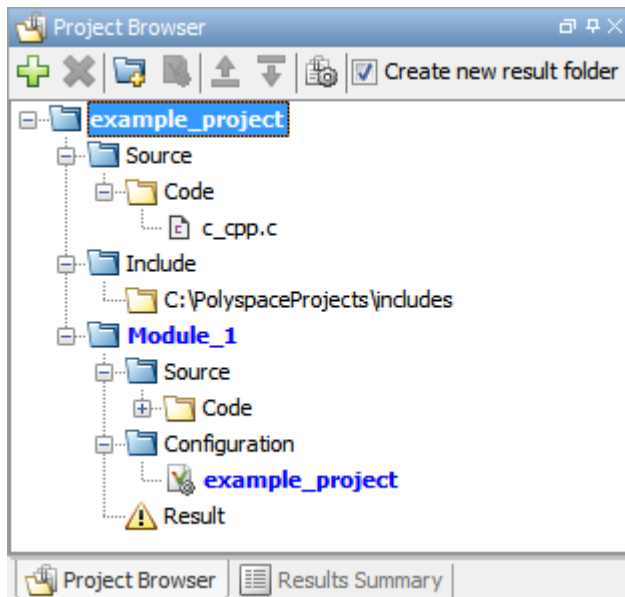 Project Browser
Create new result folder
example_project
Source
Code
c_cpp.c
Include
C:\PolyspaceProjects\includes
Module_1
Source
Code
Configuration
example_project
Result
Project Browser Results Summary